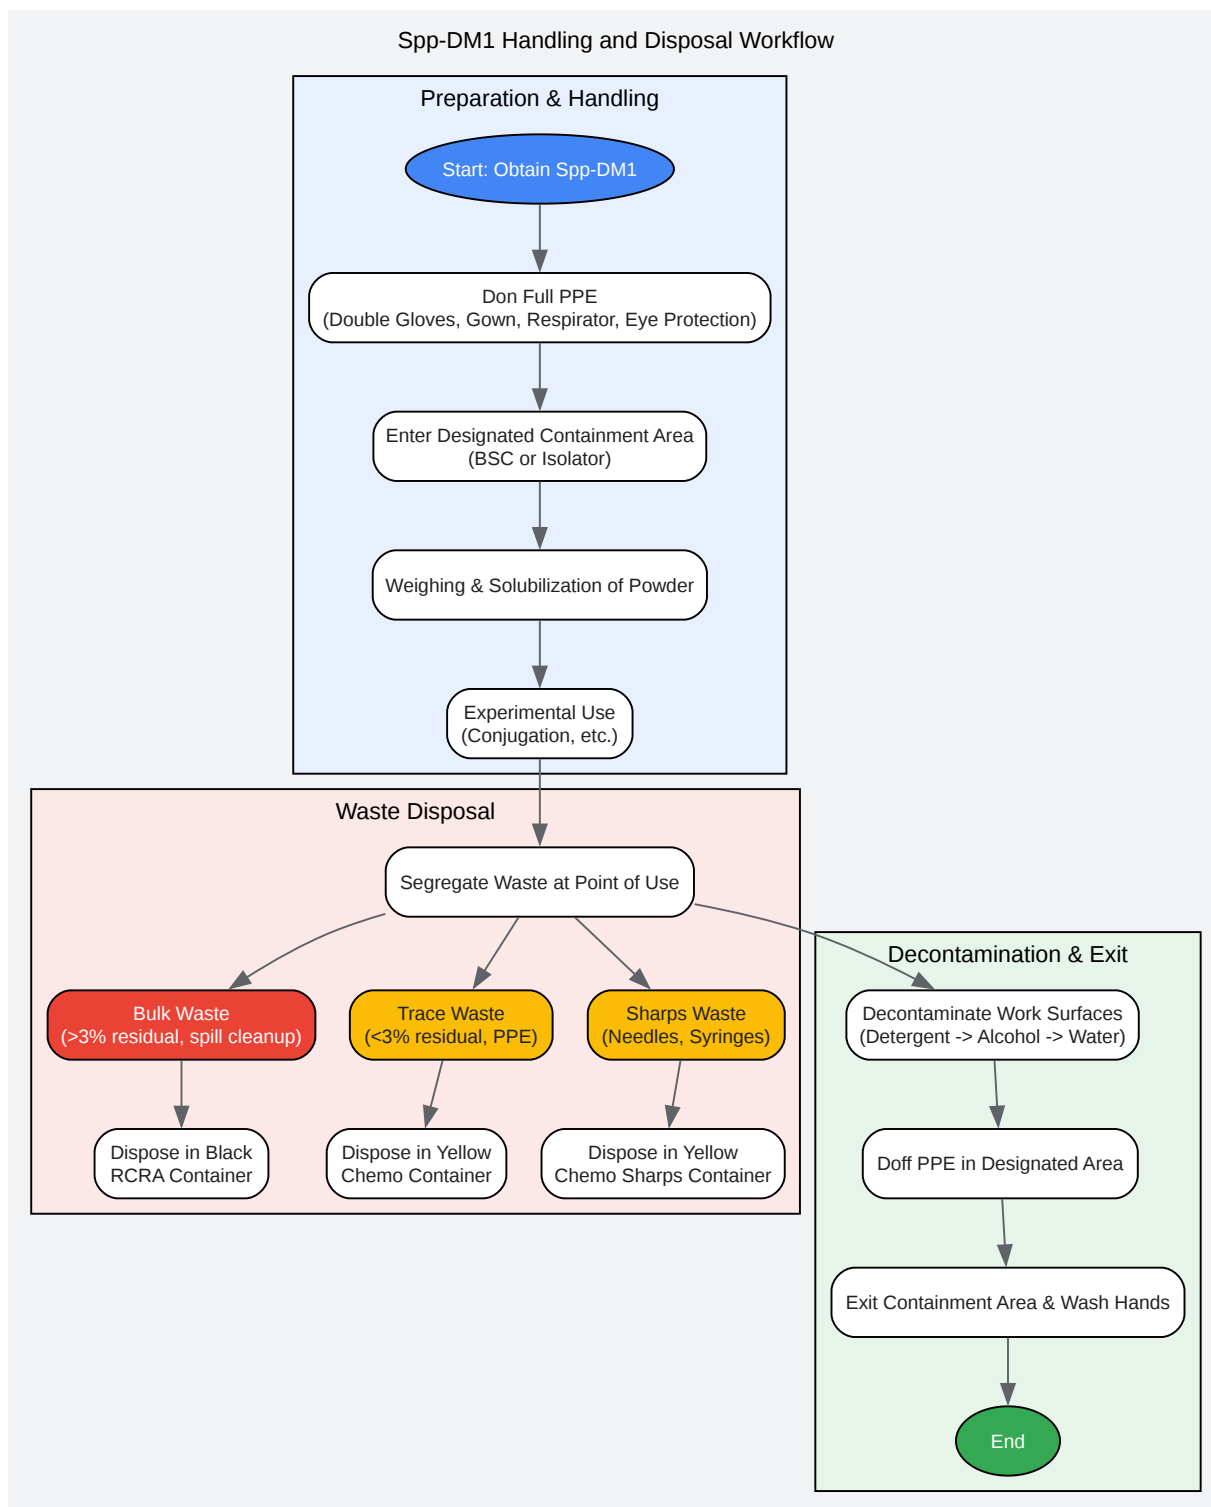 Spp-DM1 Handling and Disposal Workflow
Preparation & Handling
Start: Obtain Spp-DM1
Don Full PPE
(Double Gloves, Gown, Respirator, Eye Protection)
Enter Designated Containment Area
(BSC or Isolator)
Weighing & Solubilization of Powder
Experimental Use
(Conjugation, etc.)
Waste Disposal
Segregate Waste at Point of Use
Bulk Waste
(>3% residual, spill cleanup)
Trace Waste
(<3% residual, PPE)
Sharps Waste
(Needles, Syringes)
Dispose in Black
RCRA Container
Dispose in Yellow
Chemo Container
Dispose in Yellow
Chemo Sharps Container
Decontamination & Exit
Decontaminate Work Surfaces
(Detergent -> Alcohol -> Water)
Doff PPE in Designated Area
Exit Containment Area & Wash Hands
End